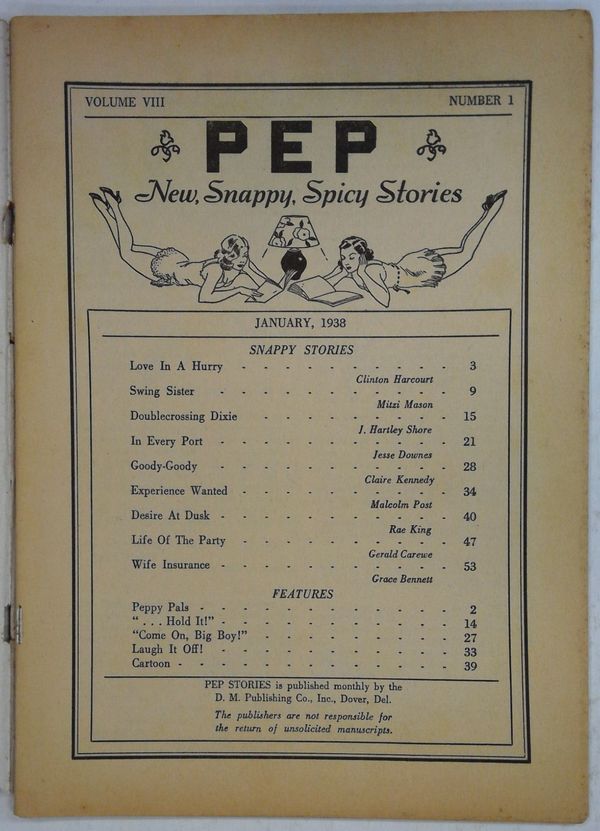 VOLUME VIII NUMBER 1
PEP
New, Snappy, Spicy Stories
JANUARY, 1938
SNAPPY STORIES
Love In A Hurry - - - - - - - - - - 3
Clinton Harcourt
Swing Sister - - - - - - - - - - - 9
Mitzi Mason
Doublecrossing Dixie - - - - - - - - - 15
J. Hartley Shore
In Every Port - - - - - - - - - - - 21
Jesse Downes
Goody-Goody - - - - - - - - - - - 28
Claire Kennedy
Experience Wanted - - - - - - - - - - 34
Malcolm Post
Desire At Dusk - - - - - - - - - - - 40
Rae King
Life Of The Party - - - - - - - - - - 47
Gerald Carewe
Wife Insurance - - - - - - - - - - - 53
Grace Bennett
FEATURES
Peppy Pals - - - - - - - - - - - - 2
“ . . . Hold It!” - - - - - - - - - - - 14
“Come On, Big Boy!” - - - - - - - - - 27
Laugh It Off! - - - - - - - - - - - 33
Cartoon - - - - - - - - - - - - - 39
PEP STORIES is published monthly by the
D. M. Publishing Co., Inc., Dover, Del.
The publishers are not responsible for
the return of unsolicited manuscripts.